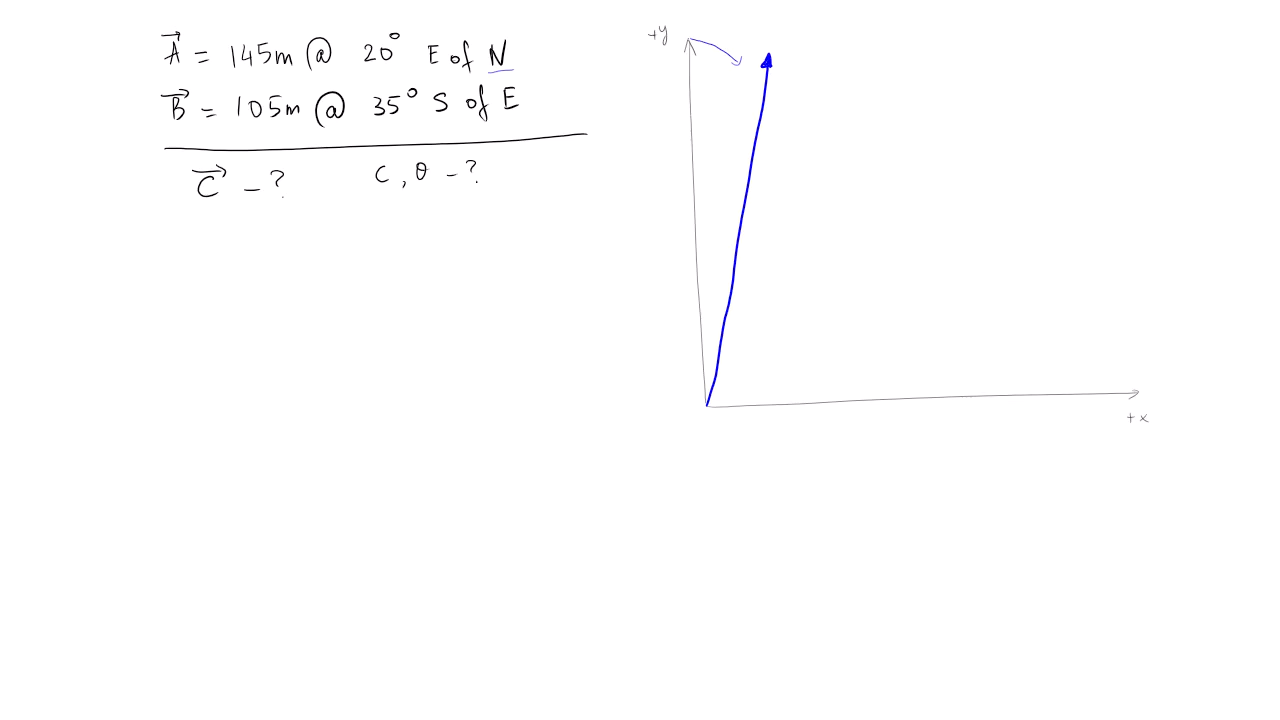 A⃗ = 145m @ 20° E of N
B⃗ = 105m @ 35° S of E
C⃗ - ? C, θ - ?
+y
+x